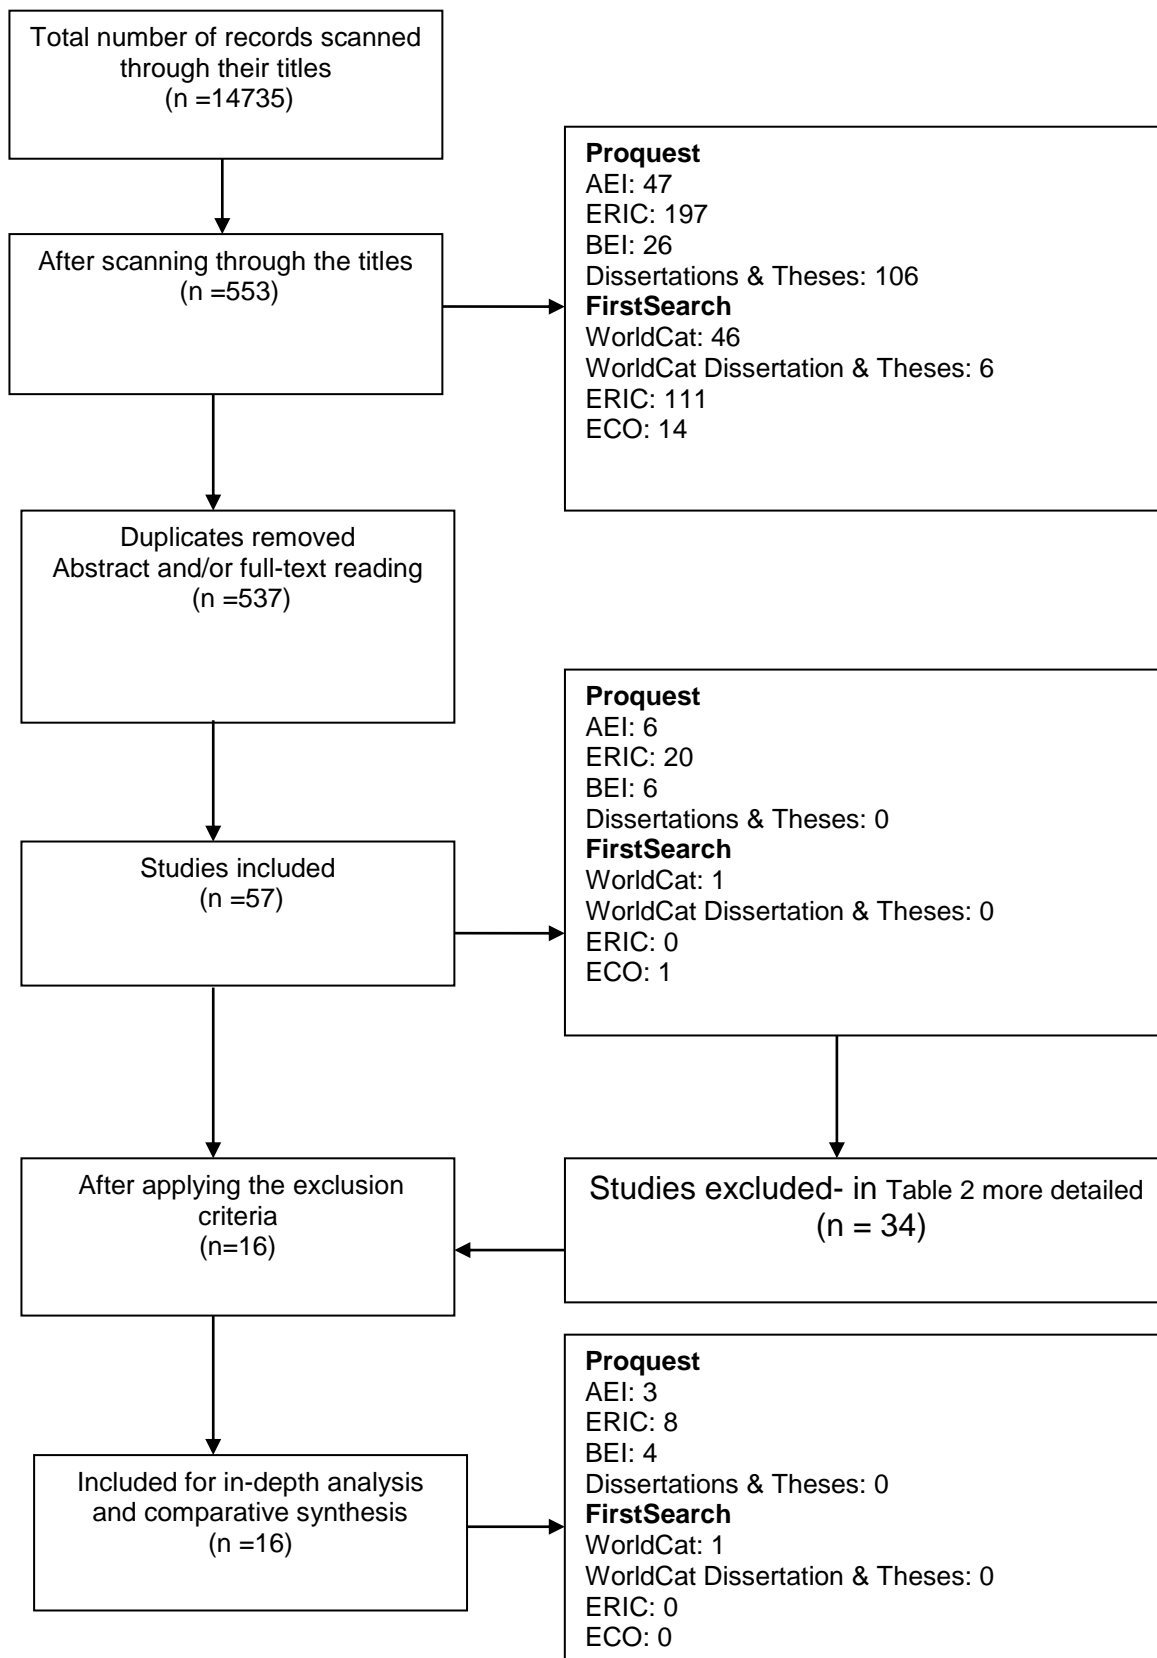 Total number of records scanned
through their titles
(n =14735)
Proquest
AEI: 47
ERIC: 197
BEI: 26
Dissertations & Theses: 106
FirstSearch
WorldCat: 46
WorldCat Dissertation & Theses: 6
ERIC: 111
ECO: 14
After scanning through the titles
(n =553)
Duplicates removed
Abstract and/or full-text reading
(n =537)
Proquest
AEI: 6
ERIC: 20
BEI: 6
Dissertations & Theses: 0
FirstSearch
WorldCat: 1
WorldCat Dissertation & Theses: 0
ERIC: 0
ECO: 1
Studies included
(n =57)
After applying the exclusion
criteria
(n=16)
Studies excluded- in Table 2 more detailed
(n = 34)
Proquest
AEI: 3
ERIC: 8
BEI: 4
Dissertations & Theses: 0
FirstSearch
WorldCat: 1
WorldCat Dissertation & Theses: 0
ERIC: 0
ECO: 0
Included for in-depth analysis
and comparative synthesis
(n =16)